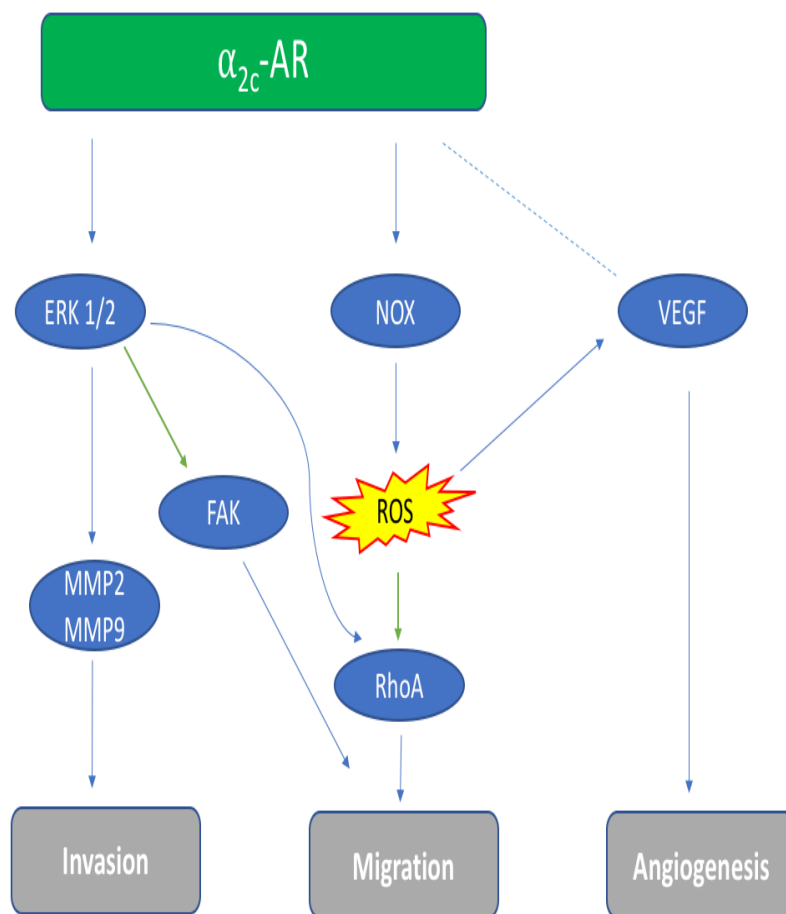 α2c-AR
ERK 1/2
NOX
VEGF
FAK
ROS
MMP2
MMP9
RhoA
Invasion
Migration
Angiogenesis